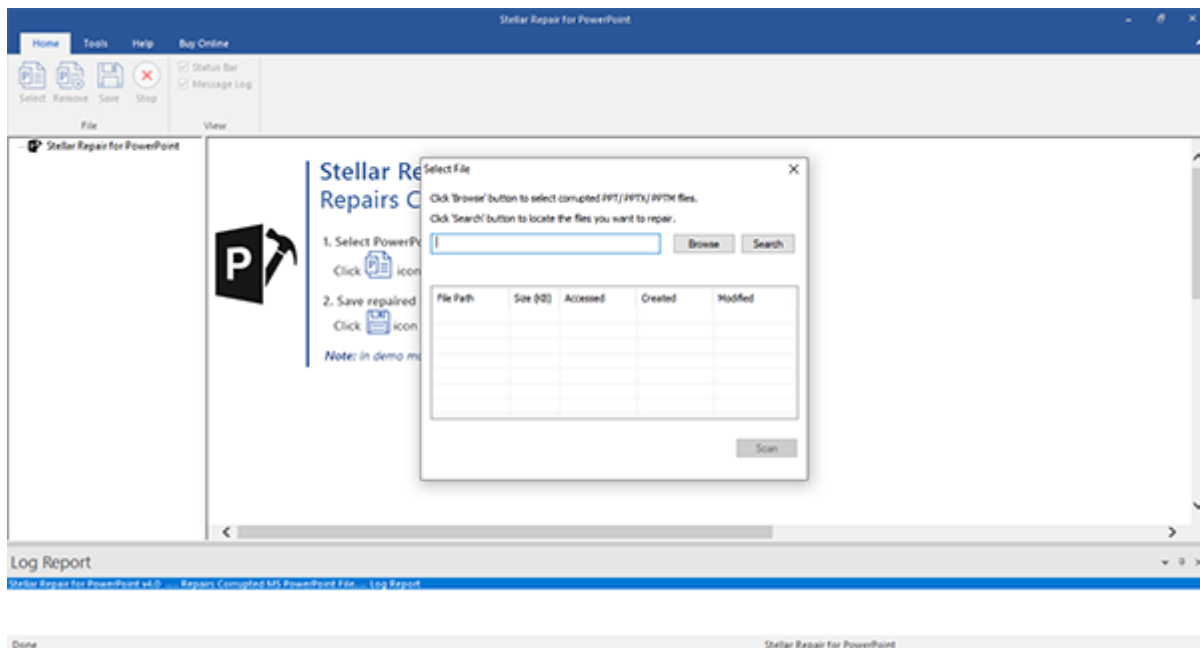 Stellar Repair for PowerPoint
Home Tools Help Buy Online
Select Remove Save Stop
Status Bar
Message Log
File View
Stellar Repair for PowerPoint
Stellar Re
Repairs C
1. Select PowerPo
Click icon
2. Save repaired
Click icon
Note: in demo mo
Select File
Click 'Browse' button to select corrupted PPT/ PPTX/ PPTM files.
Click 'Search' button to locate the files you want to repair.
Browse Search
File Path Size (KB) Accessed Created Modified
Scan
Log Report
Stellar Repair for PowerPoint v4.0 ..... Repairs Corrupted MS PowerPoint File.... Log Report
Done Stellar Repair for PowerPoint